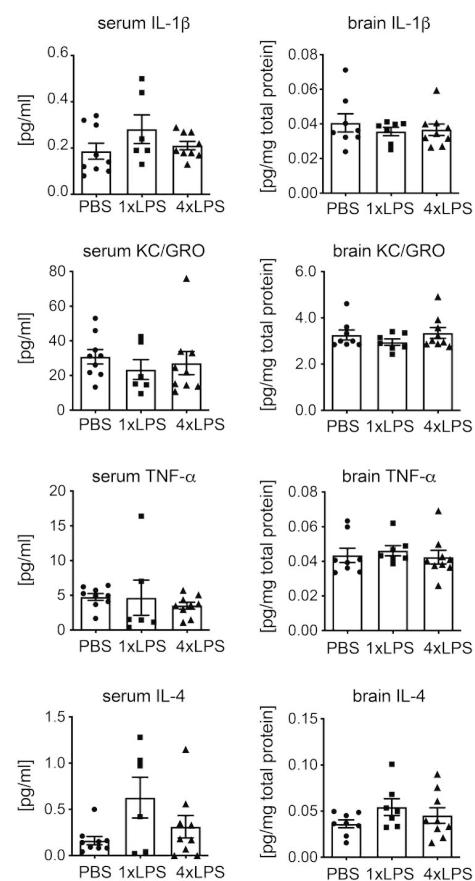 serum IL-1β
[pg/ml]
0.6
0.4
0.2
0.0
PBS 1xLPS 4xLPS
brain IL-1β
[pg/mg total protein]
0.08
0.06
0.04
0.02
0.00
PBS 1xLPS 4xLPS
serum KC/GRO
[pg/ml]
80
60
40
20
0
PBS 1xLPS 4xLPS
brain KC/GRO
[pg/mg total protein]
6.0
4.0
2.0
0.0
PBS 1xLPS 4xLPS
serum TNF-α
[pg/ml]
20
15
10
5
0
PBS 1xLPS 4xLPS
brain TNF-α
[pg/mg total protein]
0.08
0.06
0.04
0.02
0.00
PBS 1xLPS 4xLPS
serum IL-4
[pg/ml]
1.5
1.0
0.5
0.0
PBS 1xLPS 4xLPS
brain IL-4
[pg/mg total protein]
0.15
0.10
0.05
0.00
PBS 1xLPS 4xLPS